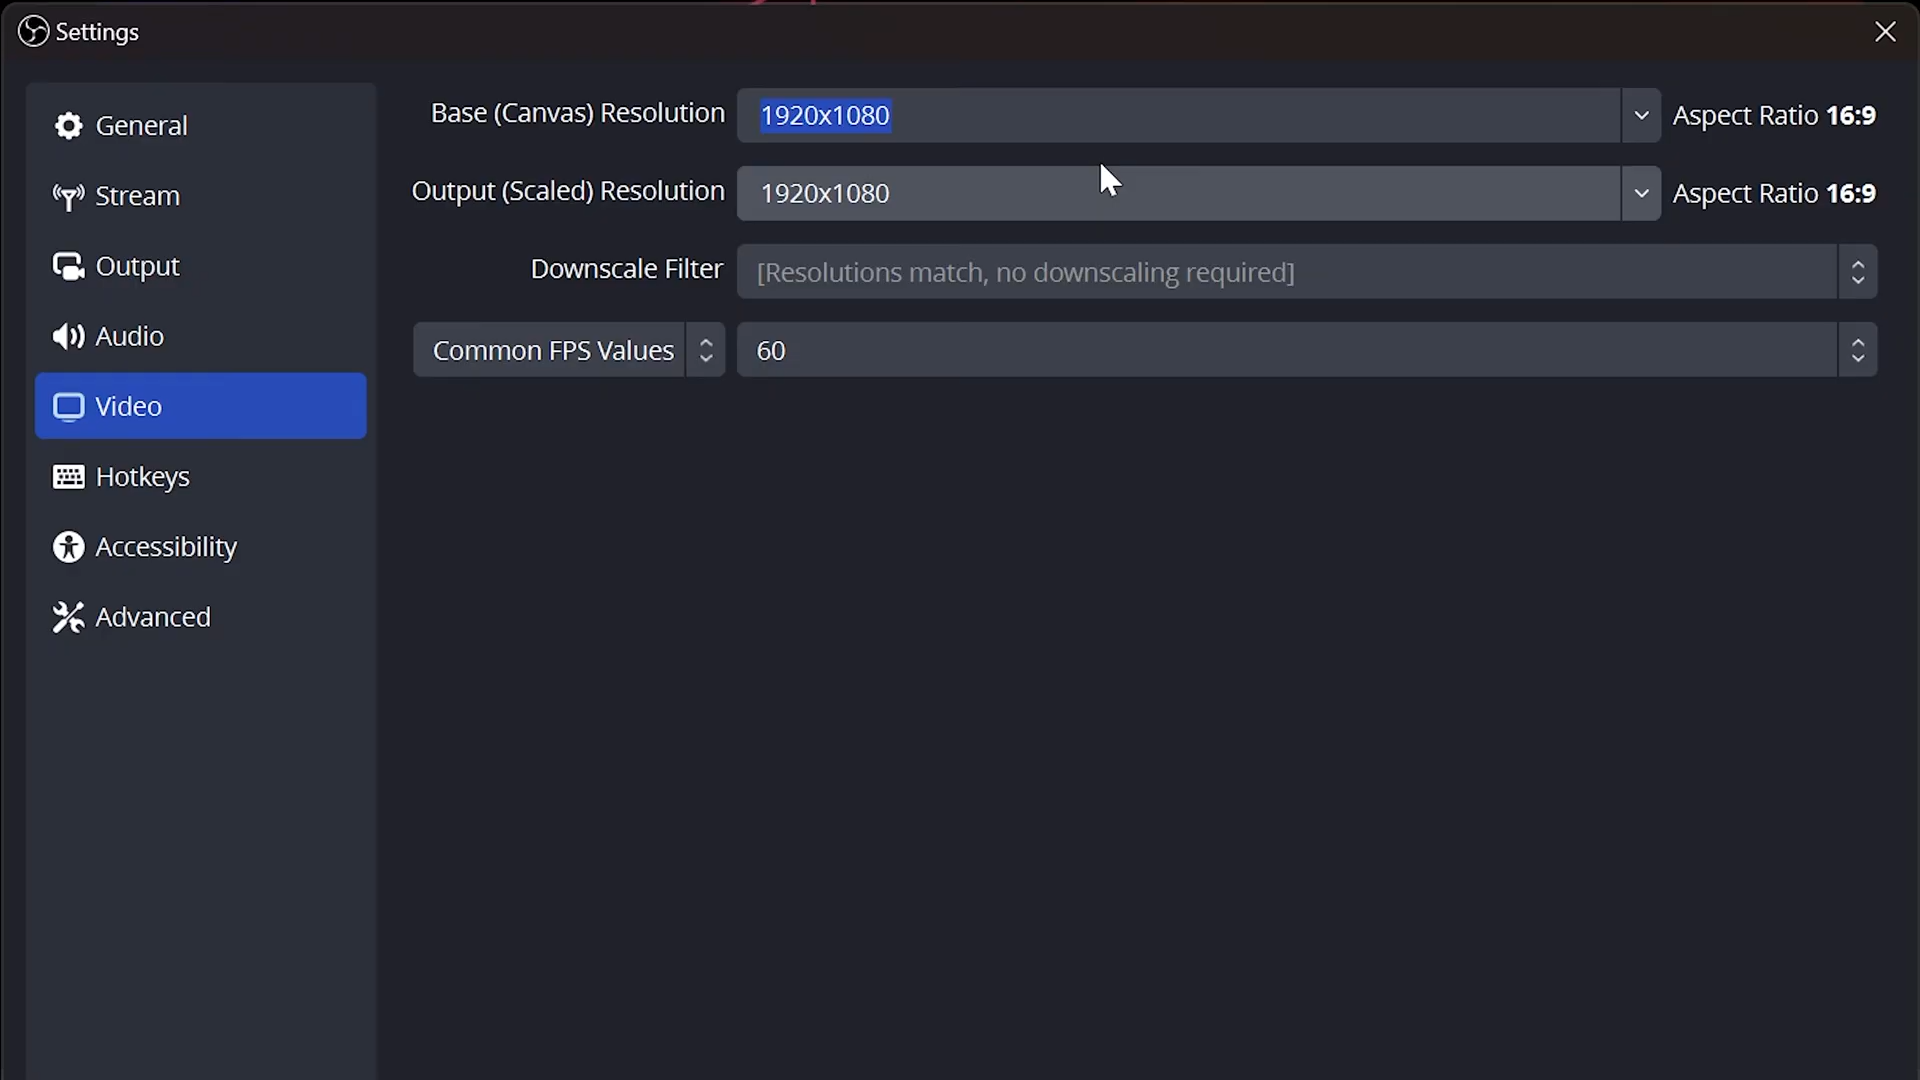 Settings
General
Stream
Output
Audio
Video
Hotkeys
Accessibility
Advanced
Base (Canvas) Resolution 1920x1080 Aspect Ratio 16:9
Output (Scaled) Resolution 1920x1080 Aspect Ratio 16:9
Downscale Filter [Resolutions match, no downscaling required]
Common FPS Values 60